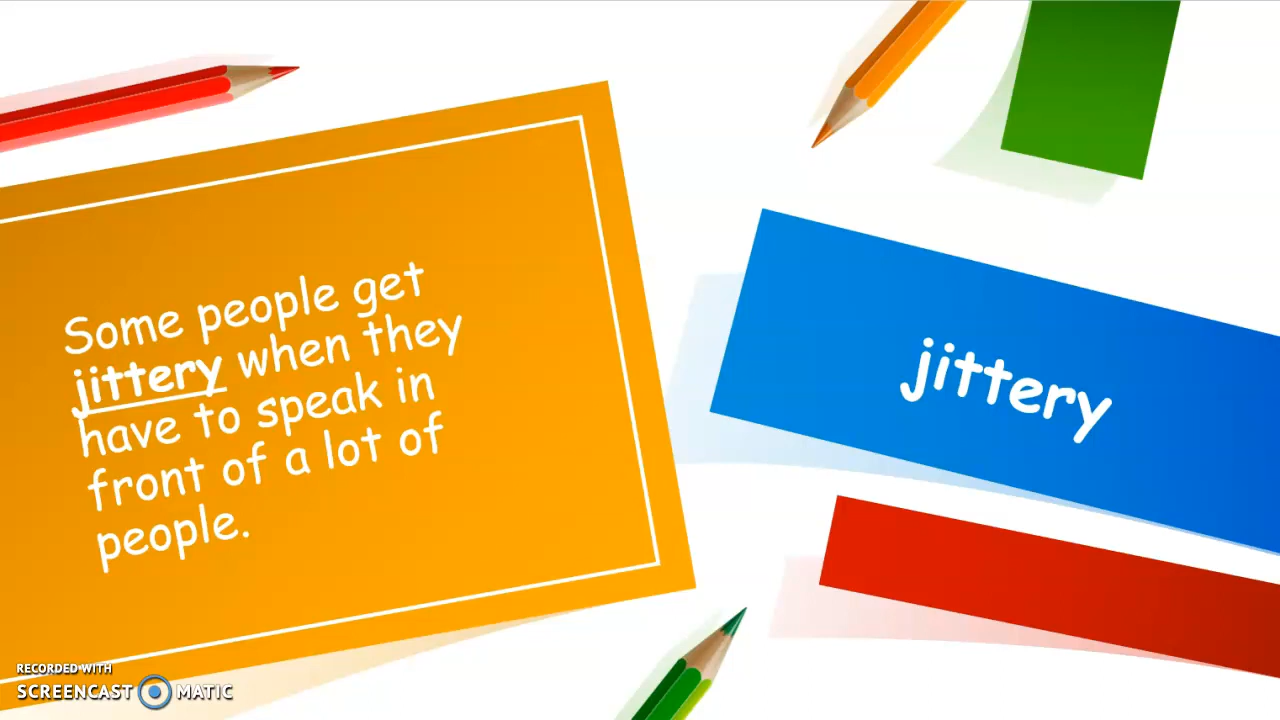 Some people get
jittery when they
have to speak in
front of a lot of
people.
jittery
RECORDED WITH
SCREENCAST MATIC